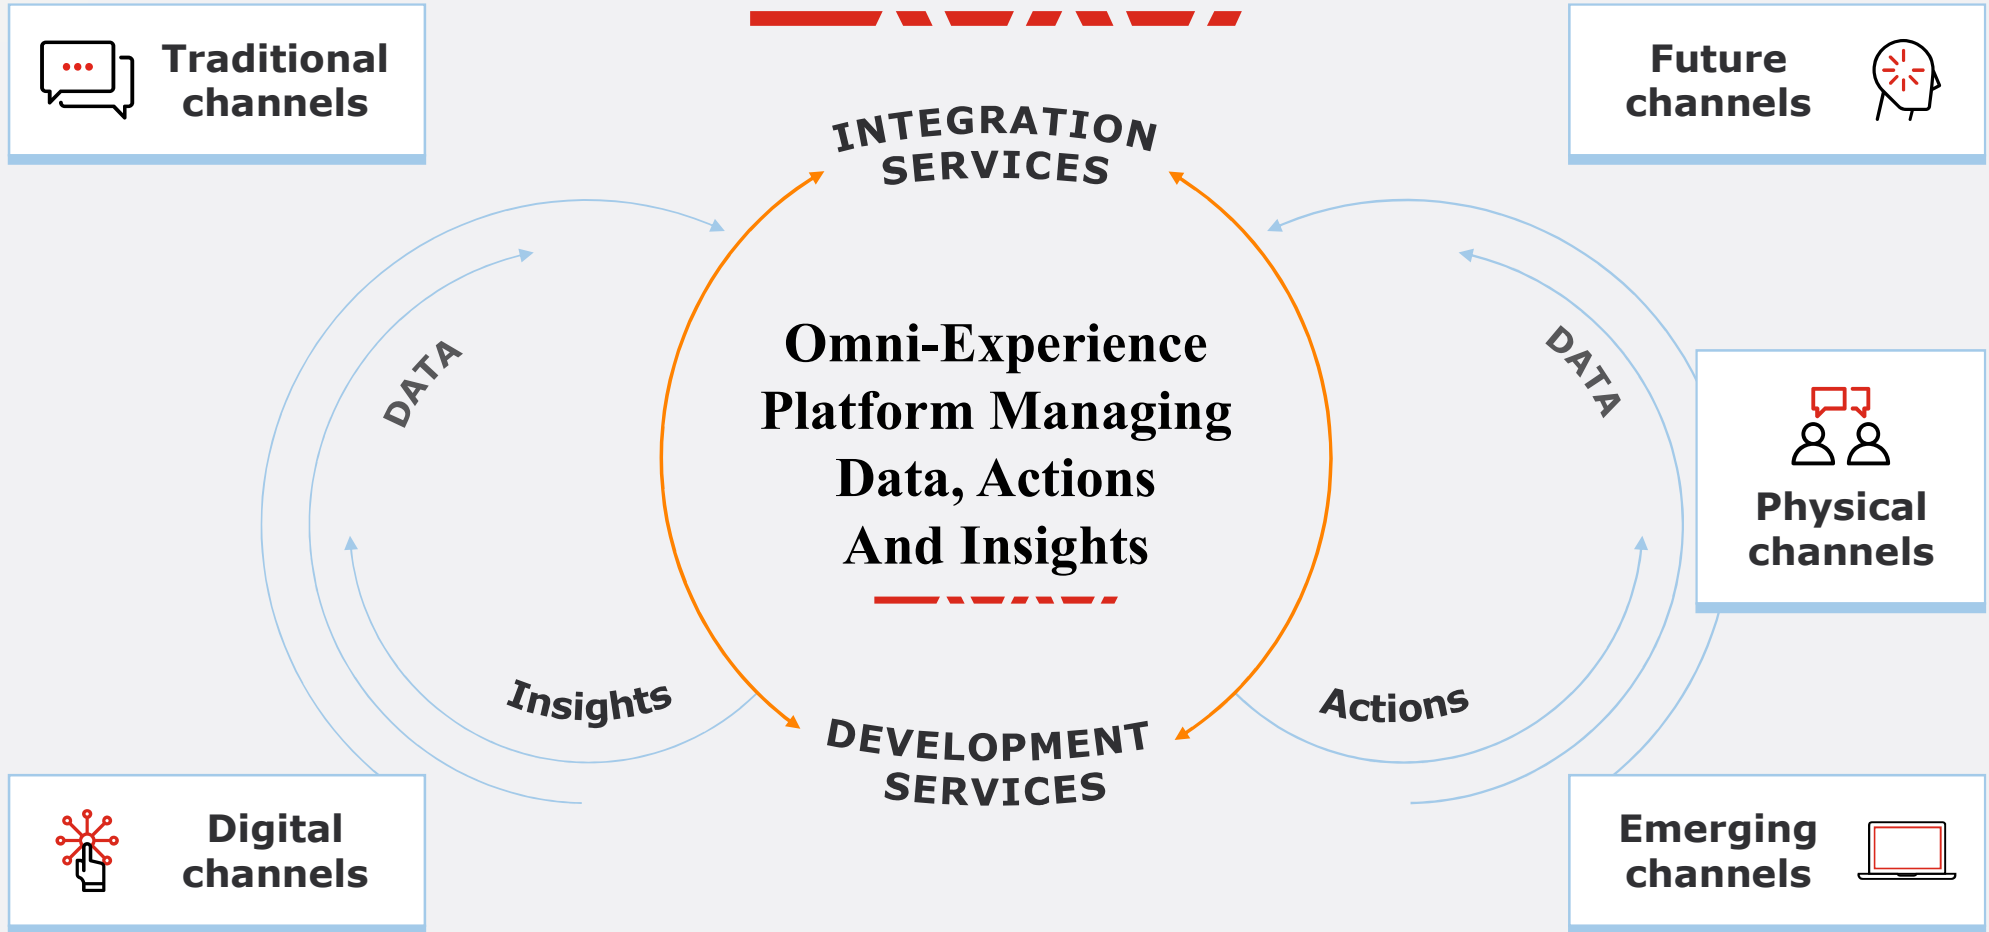 Traditional
channels
Future
channels
INTEGRATION
SERVICES
DATA
DATA
Omni-Experience
Platform Managing
Data, Actions
And Insights
Physical
channels
Insights
Actions
DEVELOPMENT
SERVICES
Digital
channels
Emerging
channels